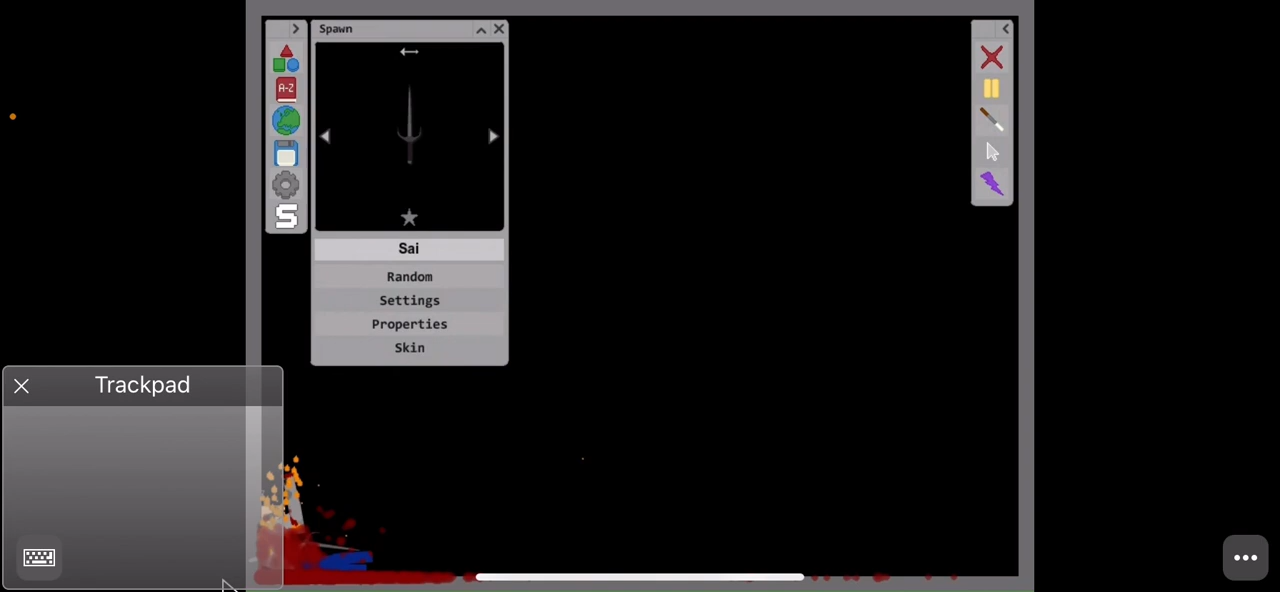 Spawn
A-Z
S
Sai
Random
Settings
Properties
Skin
Trackpad